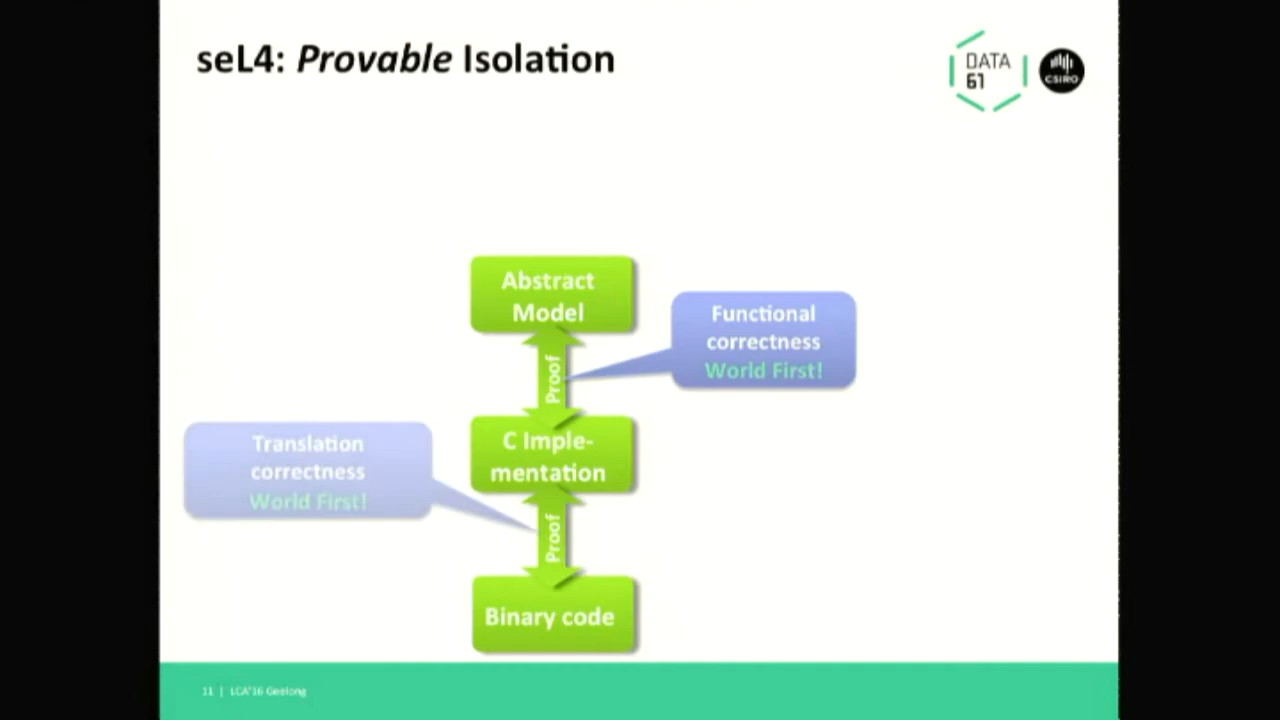 seL4: Provable Isolation
DATA
61
CSIRO
Abstract
Model
Proof
Functional
correctness
World First!
C Imple-
mentation
Translation
correctness
World First!
Proof
Binary code
11 | LCA'16 Geelong